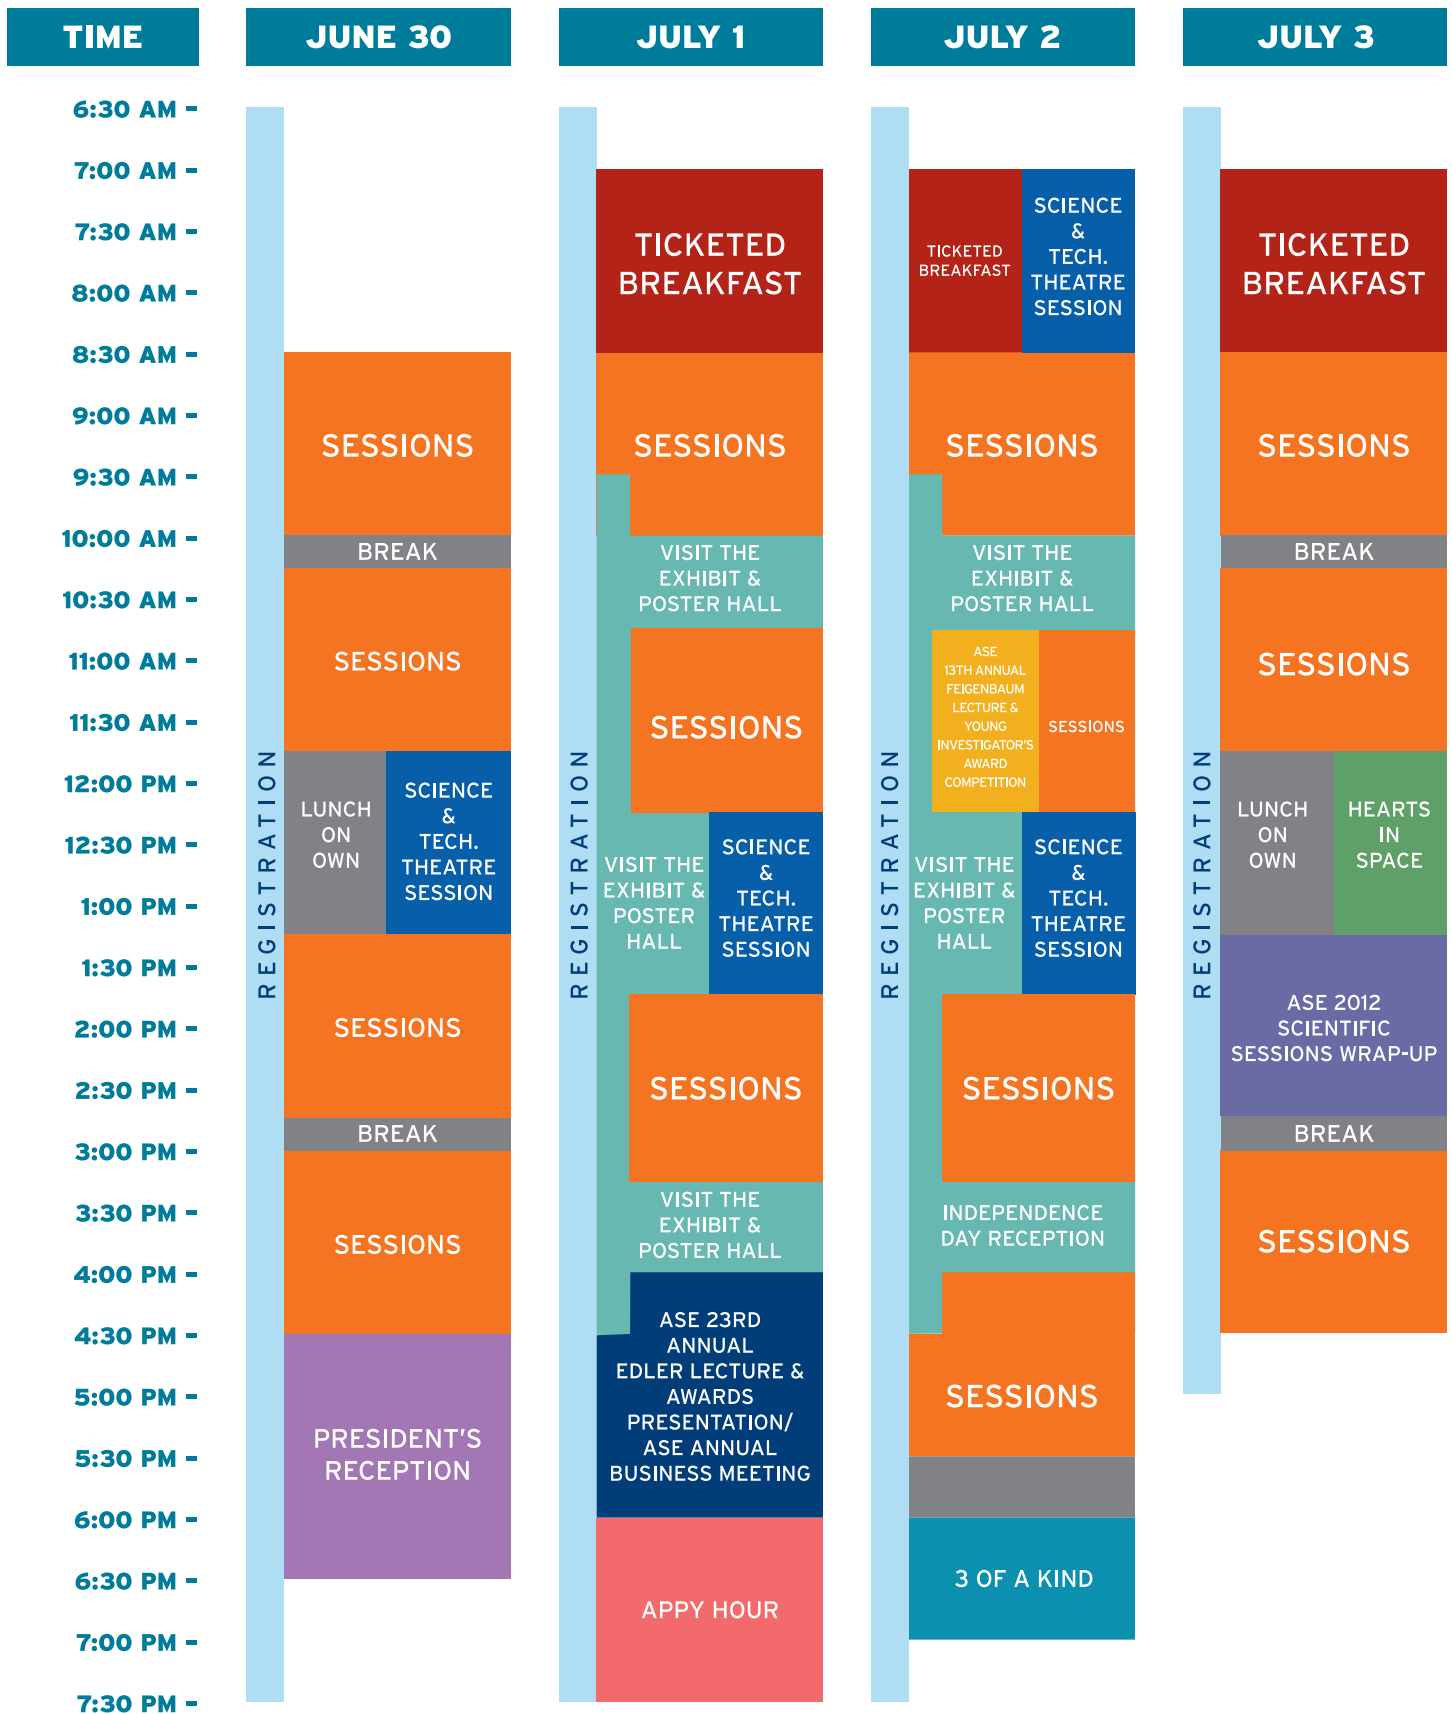 TIME
6:30 AM
7:00 AM
7:30 AM
8:00 AM
8:30 AM
9:00 AM
9:30 AM
10:00 AM
10:30 AM
11:00 AM
11:30 AM
12:00 PM
12:30 PM
1:00 PM
1:30 PM
2:00 PM
2:30 PM
3:00 PM
3:30 PM
4:00 PM
4:30 PM
5:00 PM
5:30 PM
6:00 PM
6:30 PM
7:00 PM
7:30 PM
JUNE 30
REGISTRATION
SESSIONS
BREAK
SESSIONS
LUNCH
ON
OWN
SCIENCE
&
TECH.
THEATRE
SESSION
SESSIONS
BREAK
SESSIONS
PRESIDENT'S
RECEPTION
JULY 1
REGISTRATION
TICKETED
BREAKFAST
SESSIONS
VISIT THE
EXHIBIT &
POSTER HALL
SESSIONS
VISIT THE
EXHIBIT &
POSTER
HALL
SCIENCE
&
TECH.
THEATRE
SESSION
SESSIONS
VISIT THE
EXHIBIT &
POSTER HALL
ASE 23RD
ANNUAL
EDLER LECTURE &
AWARDS
PRESENTATION/
ASE ANNUAL
BUSINESS MEETING
APPY HOUR
JULY 2
REGISTRATION
TICKETED
BREAKFAST
SCIENCE
&
TECH.
THEATRE
SESSION
SESSIONS
VISIT THE
EXHIBIT &
POSTER HALL
ASE
13TH ANNUAL
FEIGENBAUM
LECTURE &
YOUNG
INVESTIGATOR'S
AWARD
COMPETITION
SESSIONS
VISIT THE
EXHIBIT &
POSTER
HALL
SCIENCE
&
TECH.
THEATRE
SESSION
SESSIONS
INDEPENDENCE
DAY RECEPTION
SESSIONS
3 OF A KIND
JULY 3
REGISTRATION
TICKETED
BREAKFAST
SESSIONS
BREAK
SESSIONS
LUNCH
ON
OWN
HEARTS
IN
SPACE
ASE 2012
SCIENTIFIC
SESSIONS WRAP-UP
BREAK
SESSIONS